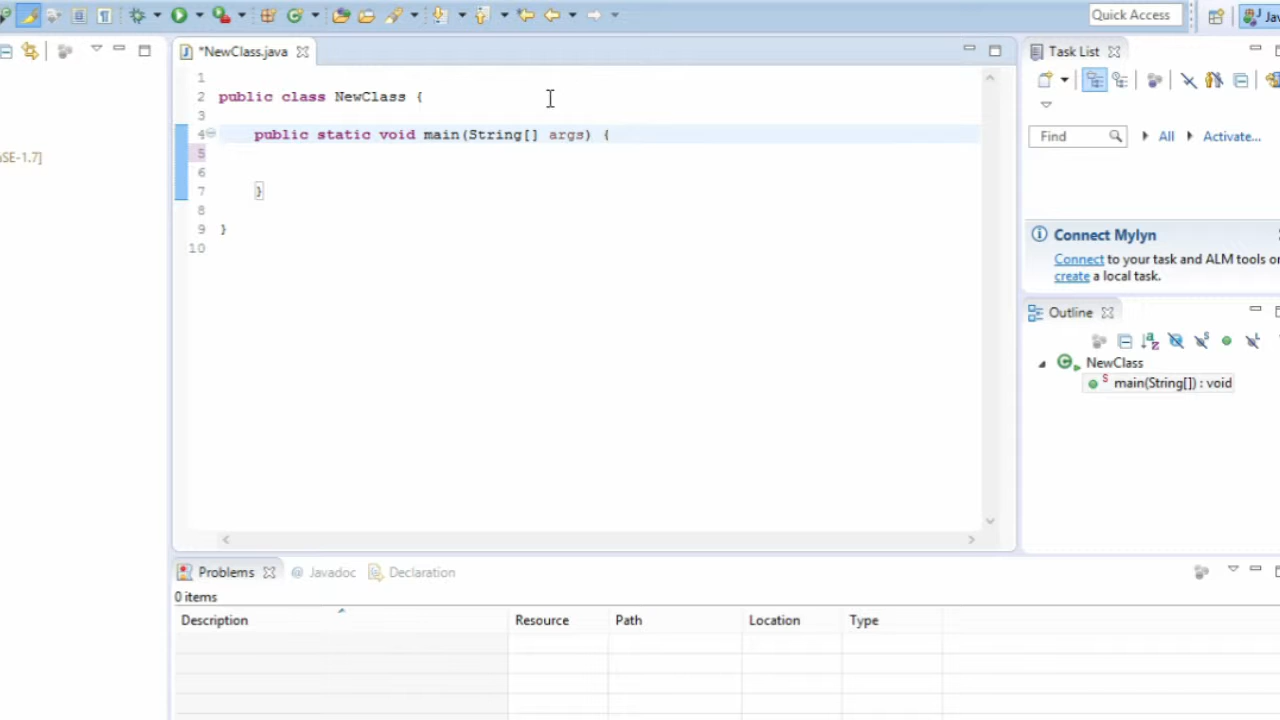 Quick Access
Jav
*NewClass.java
Task List
1
2 public class NewClass {
3
4 public static void main(String[] args) {
5
6
7 }
8
9 }
10
SE-1.7]
Find
All
Activate...
Connect Mylyn
Connect to your task and ALM tools or
create a local task.
Outline
NewClass
main(String[]) : void
Problems @ Javadoc Declaration
0 items
Description Resource Path Location Type